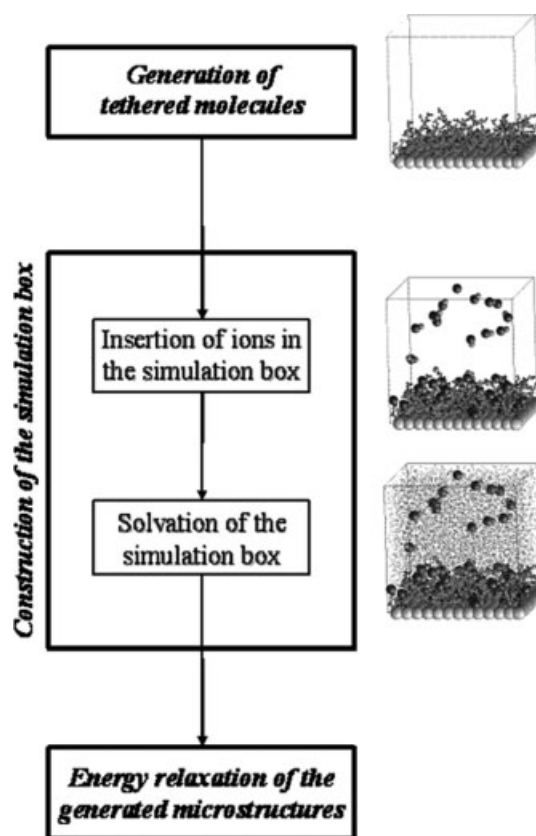 Generation of
tethered molecules
Construction of the simulation box
Insertion of ions in
the simulation box
Solvation of the
simulation box
Energy relaxation of the
generated microstructures